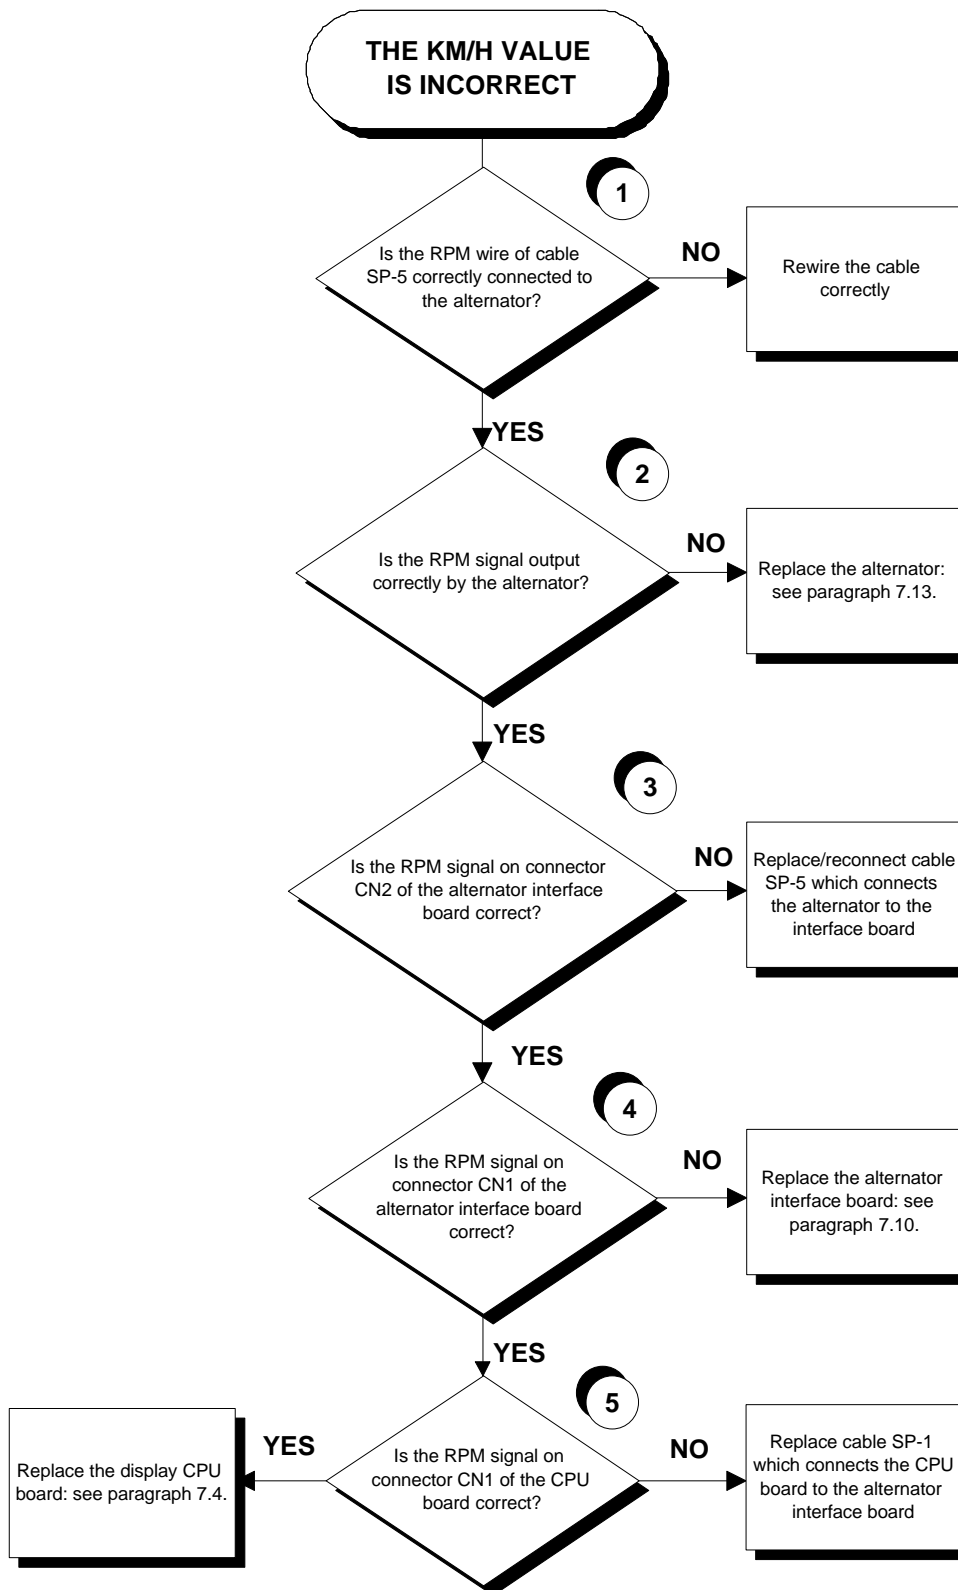 THE KM/H VALUE
IS INCORRECT
1
Is the RPM wire of cable
SP-5 correctly connected to
the alternator?
NO
Rewire the cable
correctly
YES
2
Is the RPM signal output
correctly by the alternator?
NO
Replace the alternator:
see paragraph 7.13.
YES
3
Is the RPM signal on connector
CN2 of the alternator interface
board correct?
NO
Replace/reconnect cable
SP-5 which connects
the alternator to the
interface board
YES
4
Is the RPM signal on
connector CN1 of the
alternator interface board
correct?
NO
Replace the alternator
interface board: see
paragraph 7.10.
YES
5
Is the RPM signal on
connector CN1 of the CPU
board correct?
YES
Replace the display CPU
board: see paragraph 7.4.
NO
Replace cable SP-1
which connects the CPU
board to the alternator
interface board